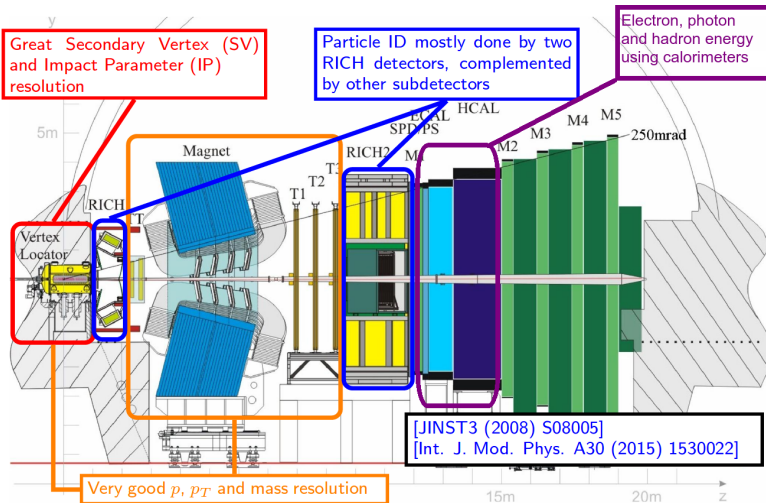 y
Great Secondary Vertex (SV)
and Impact Parameter (IP)
resolution
Particle ID mostly done by two
RICH detectors, complemented
by other subdetectors
Electron, photon
and hadron energy
using calorimeters
5m
Magnet
RICH
Vertex
Locator
T1
T2
T3
RICH2
SPD/PS
ECAL
HCAL
M2
M3
M4
M5
250mrad
[JINST3 (2008) S08005]
[Int. J. Mod. Phys. A30 (2015) 1530022]
Very good p, pT and mass resolution
15m
20m
z